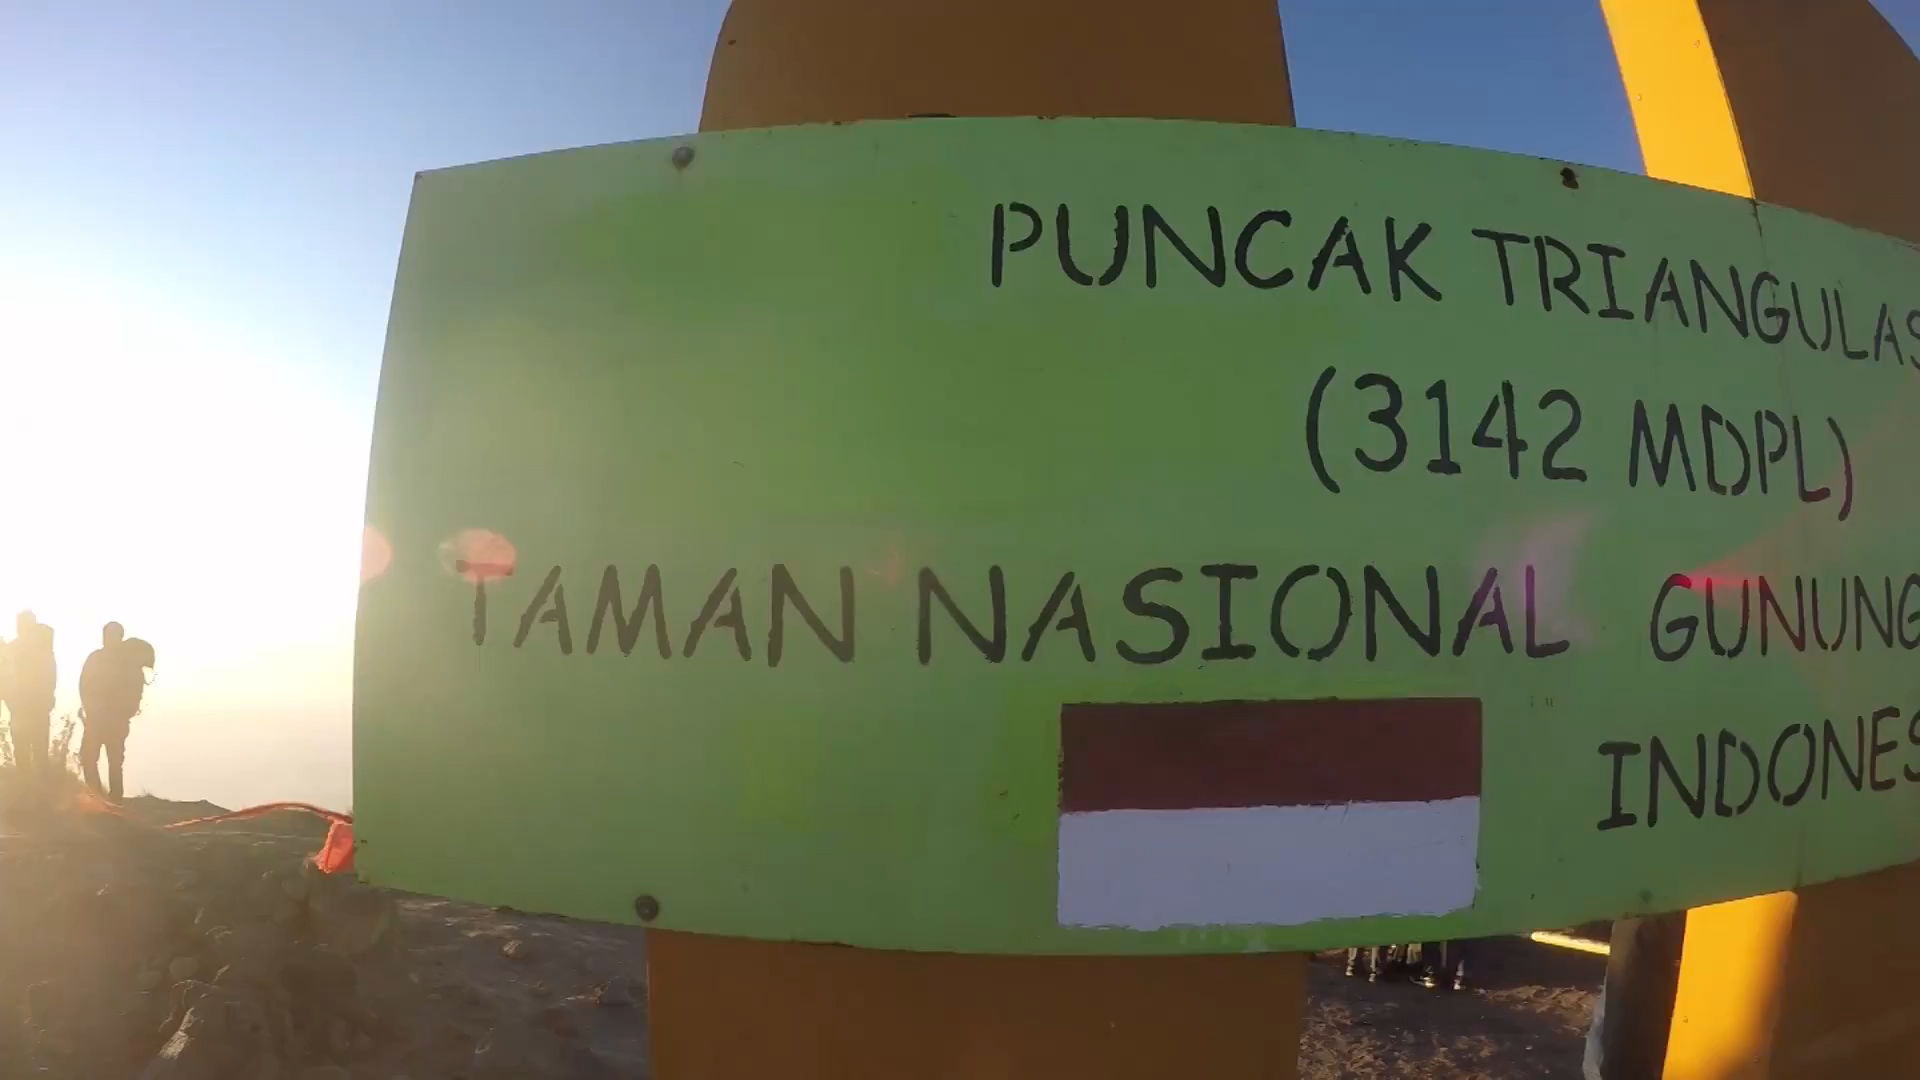 PUNCAK TRIANGULAS
(3142 MDPL)
TAMAN NASIONAL GUNUNG
INDONES